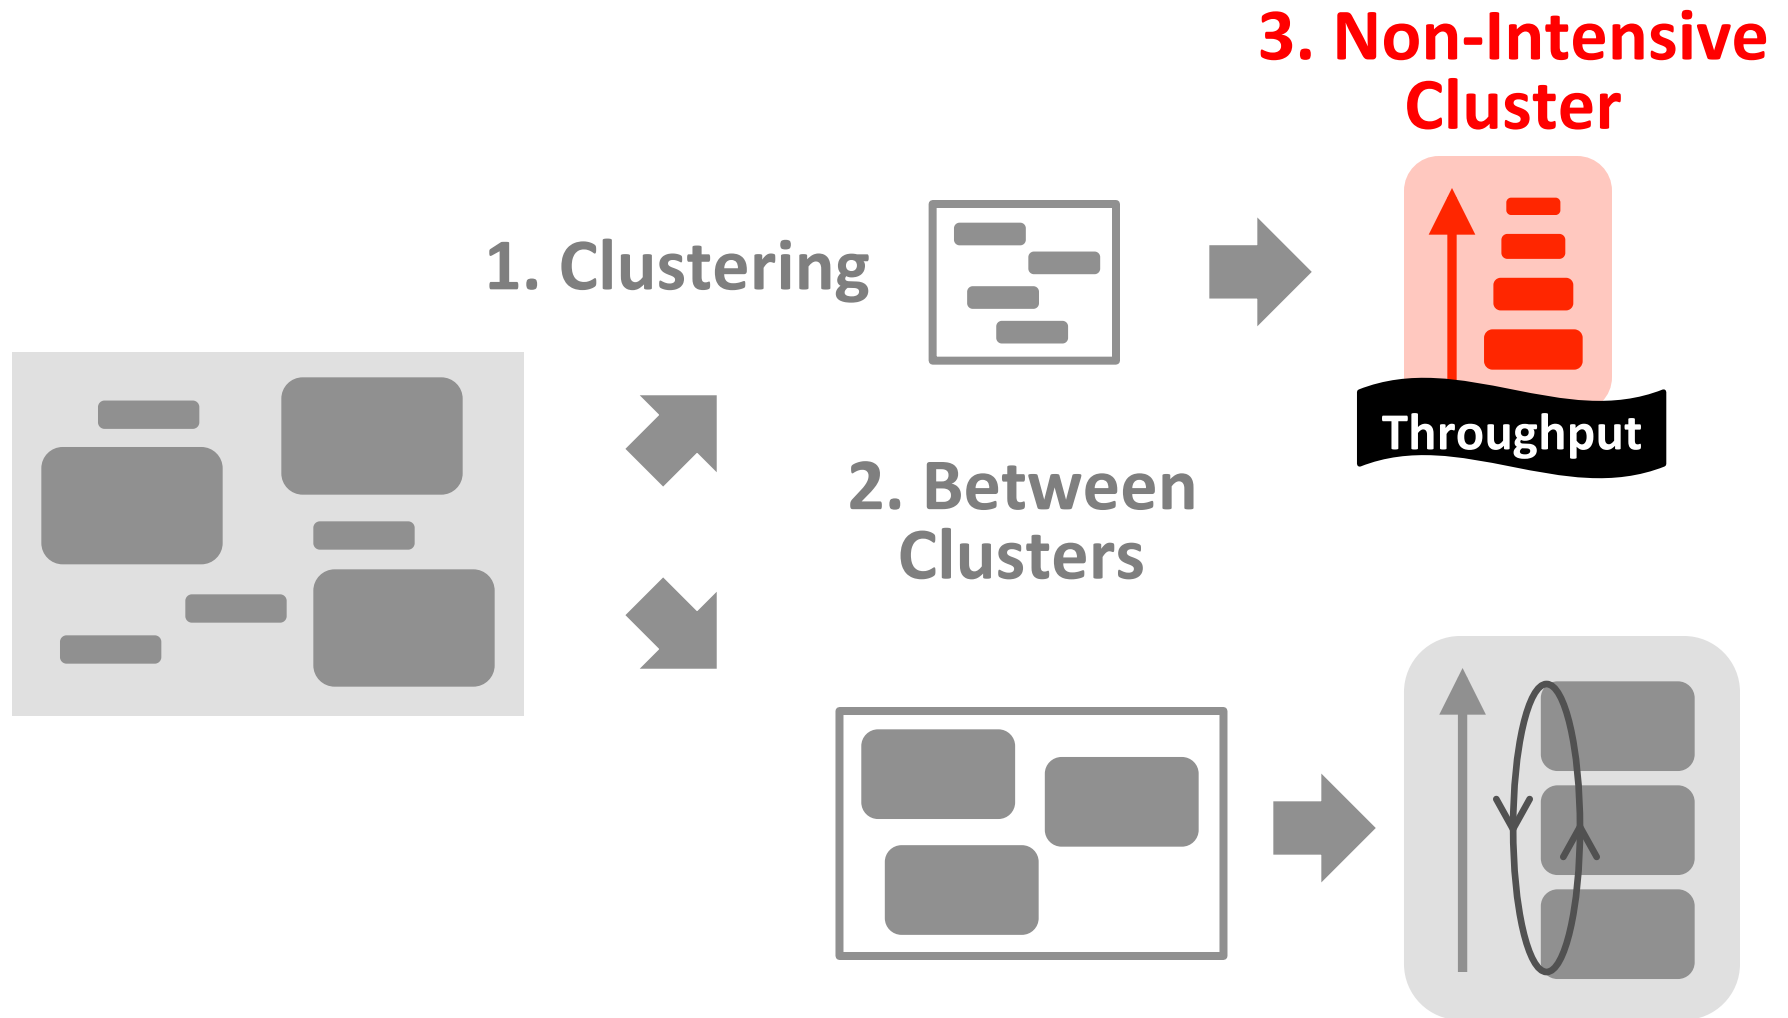 3. Non-Intensive
Cluster
1. Clustering
Throughput
2. Between
Clusters